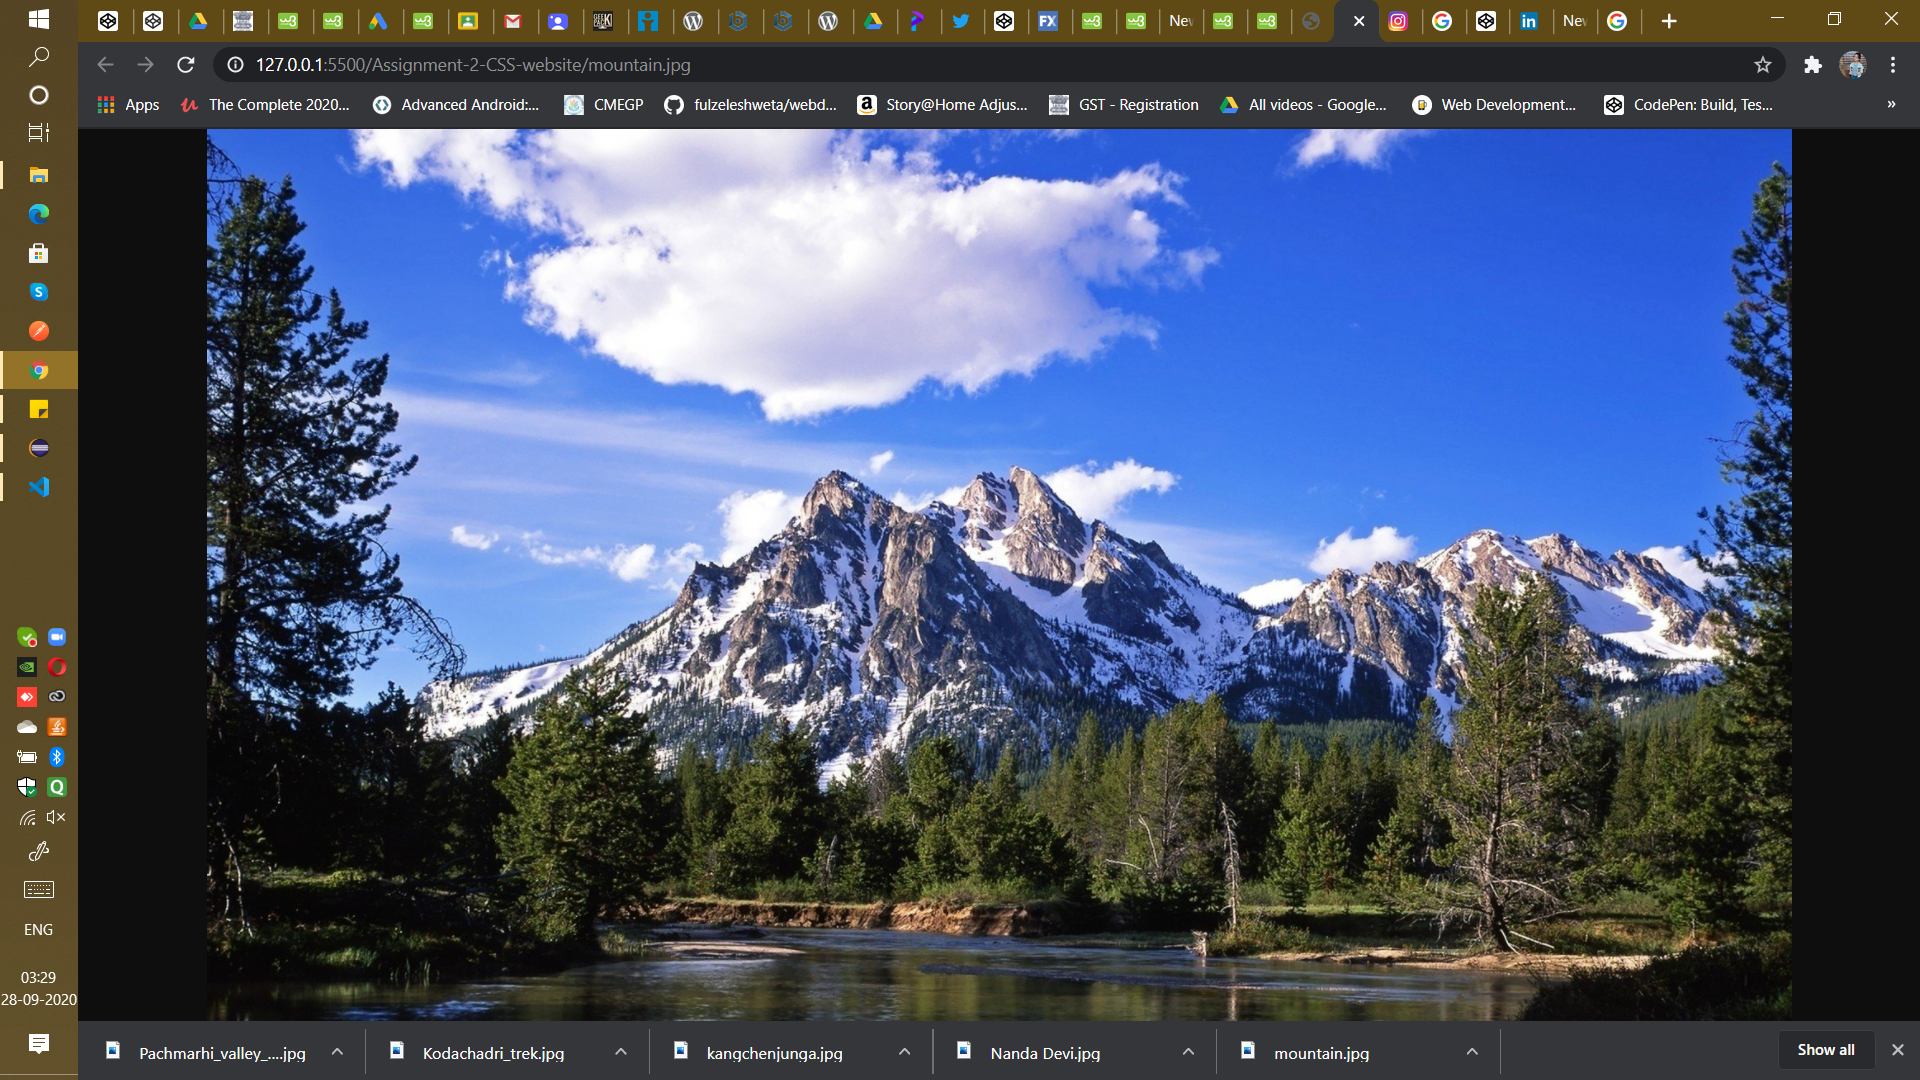 New
New
127.0.0.1:5500/Assignment-2-CSS-website/mountain.jpg
Apps
The Complete 2020...
Advanced Android:...
CMEGP
fulzeleshweta/webd...
Story@Home Adjus...
GST - Registration
All videos - Google...
Web Development...
CodePen: Build, Tes...
»
ENG
03:29
28-09-2020
Pachmarhi_valley_....jpg
Kodachadri_trek.jpg
kangchenjunga.jpg
Nanda Devi.jpg
mountain.jpg
Show all